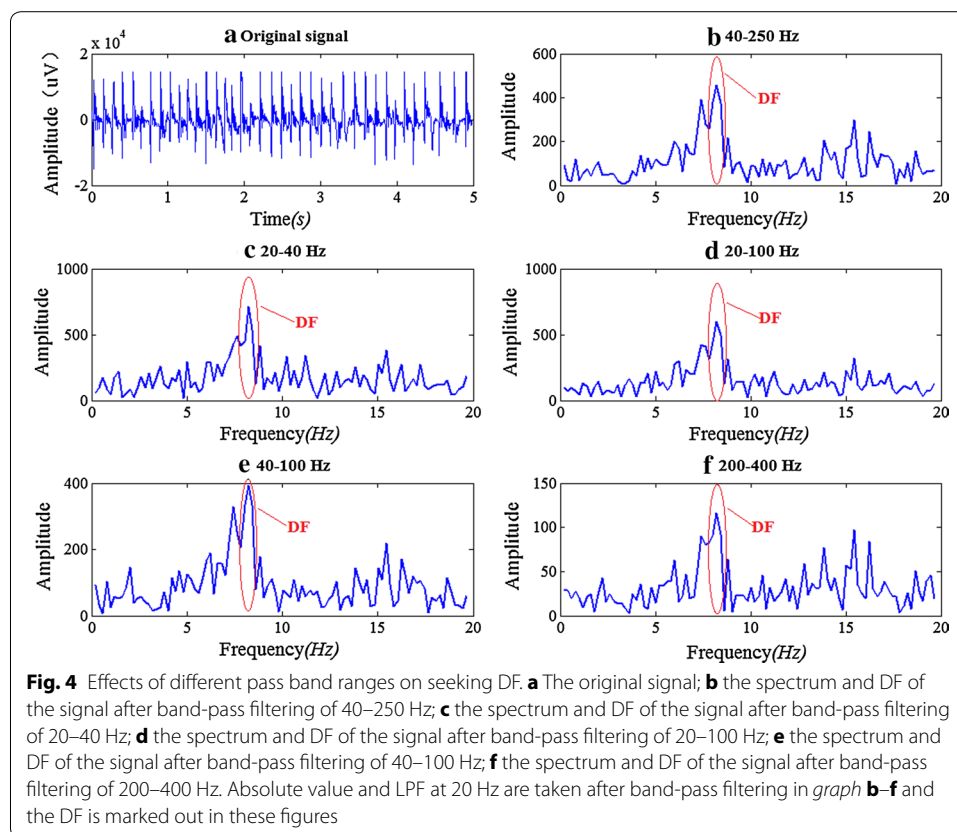 a Original signal
x 10⁴
2
0
-2
Amplitude (uV)
0 1 2 3 4 5
Time(s)
b 40-250 Hz
600
400
200
0
Amplitude
DF
0 5 10 15 20
Frequency(Hz)
c 20-40 Hz
1000
500
0
Amplitude
DF
0 5 10 15 20
Frequency(Hz)
d 20-100 Hz
1000
500
0
Amplitude
DF
0 5 10 15 20
Frequency(Hz)
e 40-100 Hz
400
200
0
Amplitude
DF
0 5 10 15 20
Frequency(Hz)
f 200-400 Hz
150
100
50
0
Amplitude
DF
0 5 10 15 20
Frequency(Hz)
Fig. 4 Effects of different pass band ranges on seeking DF. a The original signal; b the spectrum and DF of
the signal after band-pass filtering of 40–250 Hz; c the spectrum and DF of the signal after band-pass filtering
of 20–40 Hz; d the spectrum and DF of the signal after band-pass filtering of 20–100 Hz; e the spectrum and
DF of the signal after band-pass filtering of 40–100 Hz; f the spectrum and DF of the signal after band-pass
filtering of 200–400 Hz. Absolute value and LPF at 20 Hz are taken after band-pass filtering in graph b–f and
the DF is marked out in these figures